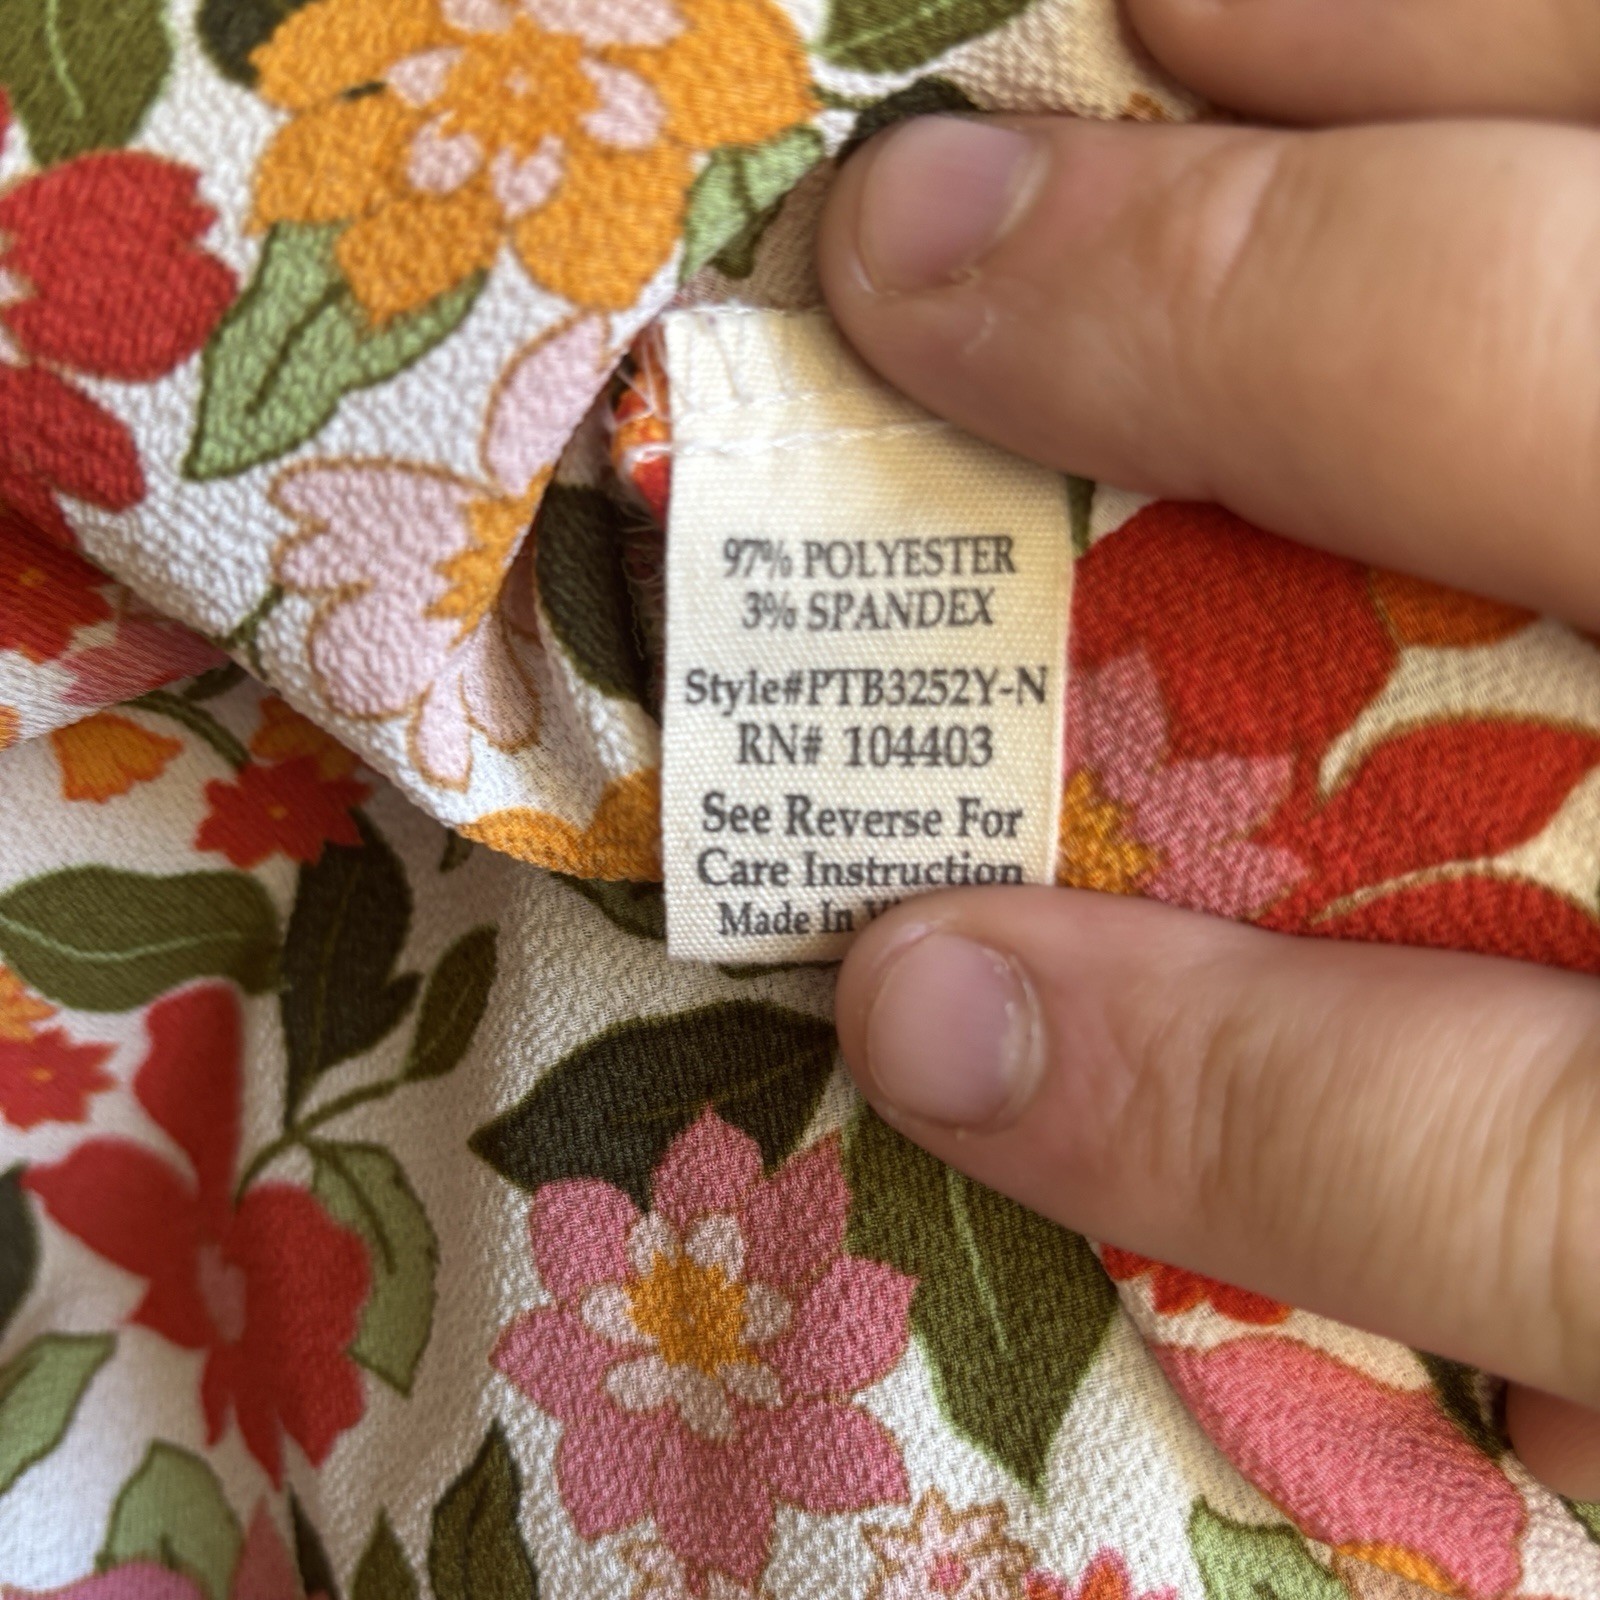 97% POLYESTER
3% SPANDEX
Style#PTB3252Y-N
RN# 104403
See Reverse For
Care Instruction
Made In